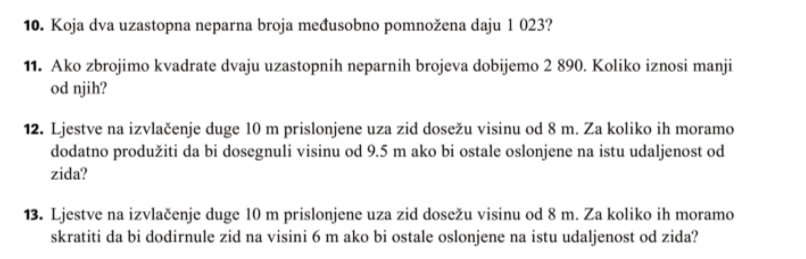 10. Koja dva uzastopna neparna broja međusobno pomnožena daju 1 023?
11. Ako zbrojimo kvadrate dvaju uzastopnih neparnih brojeva dobijemo 2 890. Koliko iznosi manji
od njih?
12. Ljestve na izvlačenje duge 10 m prislonjene uza zid dosežu visinu od 8 m. Za koliko ih moramo
dodatno produžiti da bi dosegnuli visinu od 9.5 m ako bi ostale oslonjene na istu udaljenost od
zida?
13. Ljestve na izvlačenje duge 10 m prislonjene uza zid dosežu visinu od 8 m. Za koliko ih moramo
skratiti da bi dodirnule zid na visini 6 m ako bi ostale oslonjene na istu udaljenost od zida?